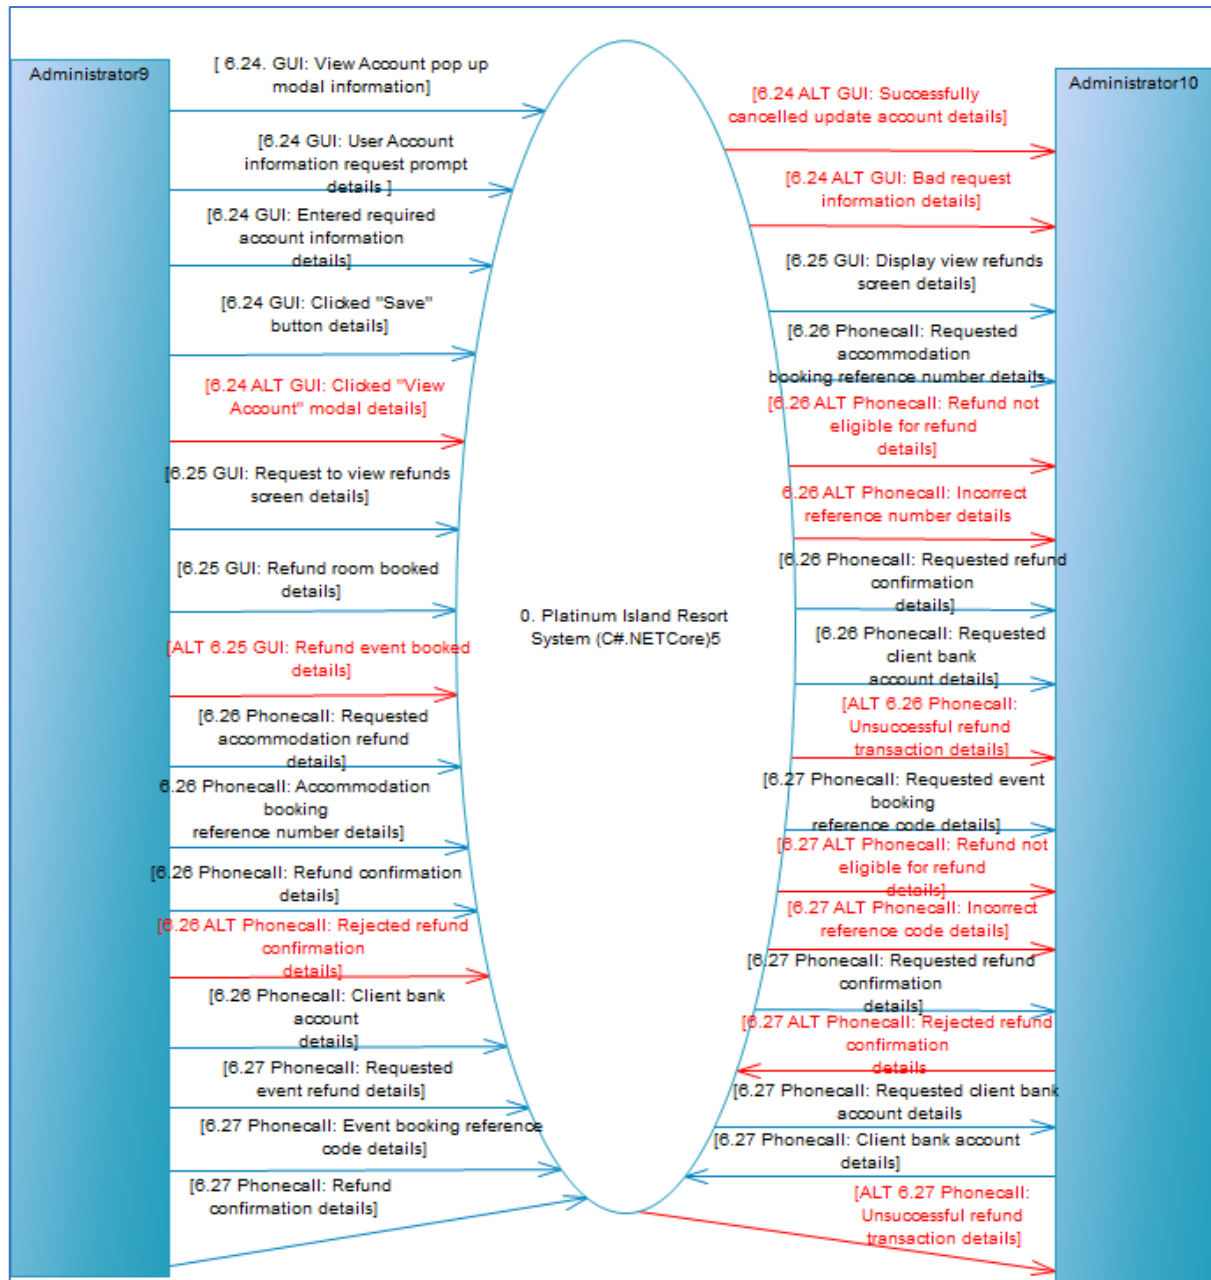 Administrator9
[ 6.24. GUI: View Account pop up
modal information]
[6.24 GUI: User Account
information request prompt
details ]
[6.24 GUI: Entered required
account information
details]
[6.24 GUI: Clicked "Save"
button details]
[6.24 ALT GUI: Clicked "View
Account" modal details]
[6.25 GUI: Request to view refunds
screen details]
[6.25 GUI: Refund room booked
details]
[ALT 6.25 GUI: Refund event booked
details]
[6.26 Phonecall: Requested
accommodation refund
details]
6.26 Phonecall: Accommodation
booking
reference number details]
[6.26 Phonecall: Refund confirmation
details]
[6.26 ALT Phonecall: Rejected refund
confirmation
details]
[6.26 Phonecall: Client bank
account
details]
[6.27 Phonecall: Requested
event refund details]
[6.27 Phonecall: Event booking reference
code details]
[6.27 Phonecall: Refund
confirmation details]
0. Platinum Island Resort
System (C#.NETCore)5
Administrator10
[6.24 ALT GUI: Successfully
cancelled update account details]
[6.24 ALT GUI: Bad request
information details]
[6.25 GUI: Display view refunds
screen details]
[6.26 Phonecall: Requested
accommodation
booking reference number details
[6.26 ALT Phonecall: Refund not
eligible for refund
details]
6.26 ALT Phonecall: Incorrect
reference number details
[6.26 Phonecall: Requested refund
confirmation
details]
[6.26 Phonecall: Requested
client bank
account details]
[ALT 6.26 Phonecall:
Unsuccessful refund
transaction details]
[6.27 Phonecall: Requested event
booking
reference code details]
[6.27 ALT Phonecall: Refund not
eligible for refund
details]
[6.27 ALT Phonecall: Incorrect
reference code details]
[6.27 Phonecall: Requested refund
confirmation
details]
[6.27 ALT Phonecall: Rejected refund
confirmation
details
[6.27 Phonecall: Requested client bank
account details
[6.27 Phonecall: Client bank account
details]
[ALT 6.27 Phonecall:
Unsuccessful refund
transaction details]